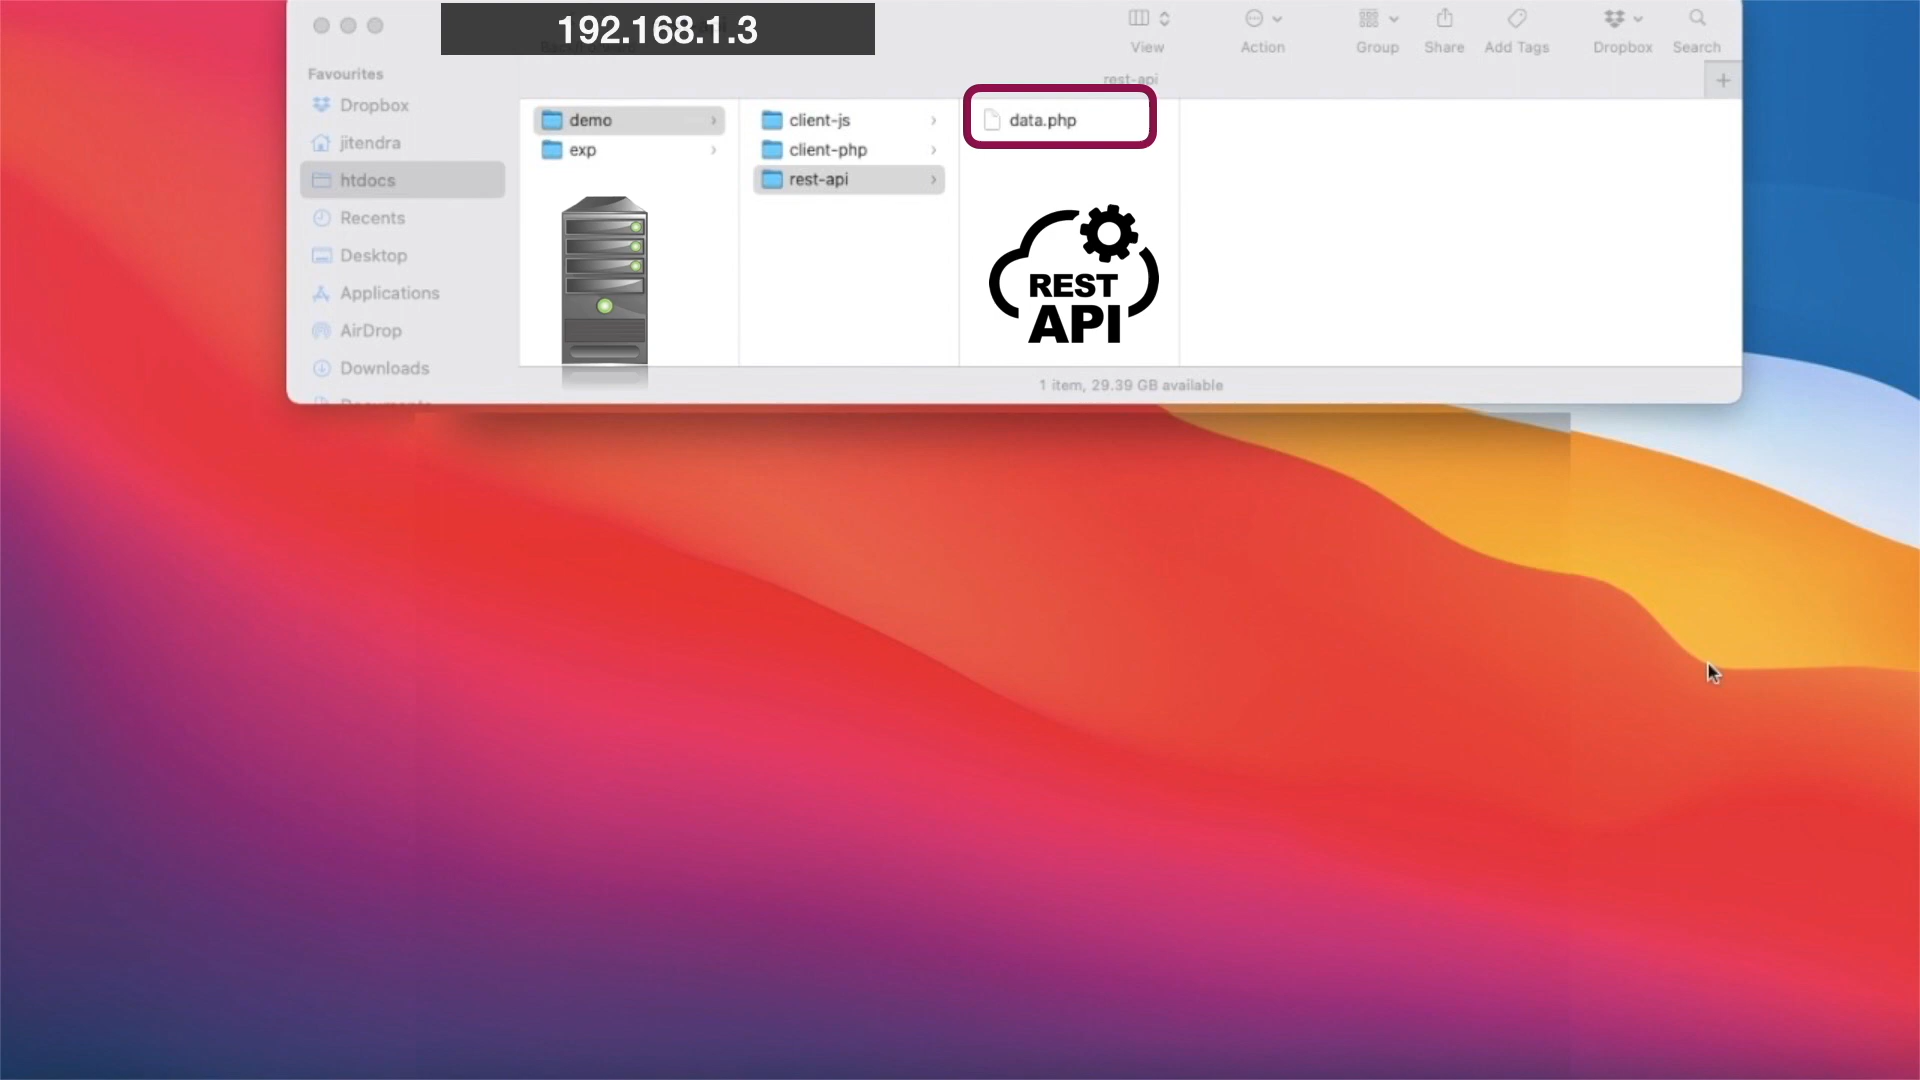 192.168.1.3
View
Action
Group
Share
Add Tags
Dropbox
Search
rest-api
Favourites
Dropbox
jitendra
htdocs
Recents
Desktop
Applications
AirDrop
Downloads
demo
exp
client-js
client-php
rest-api
data.php
REST
API
1 item, 29.39 GB available